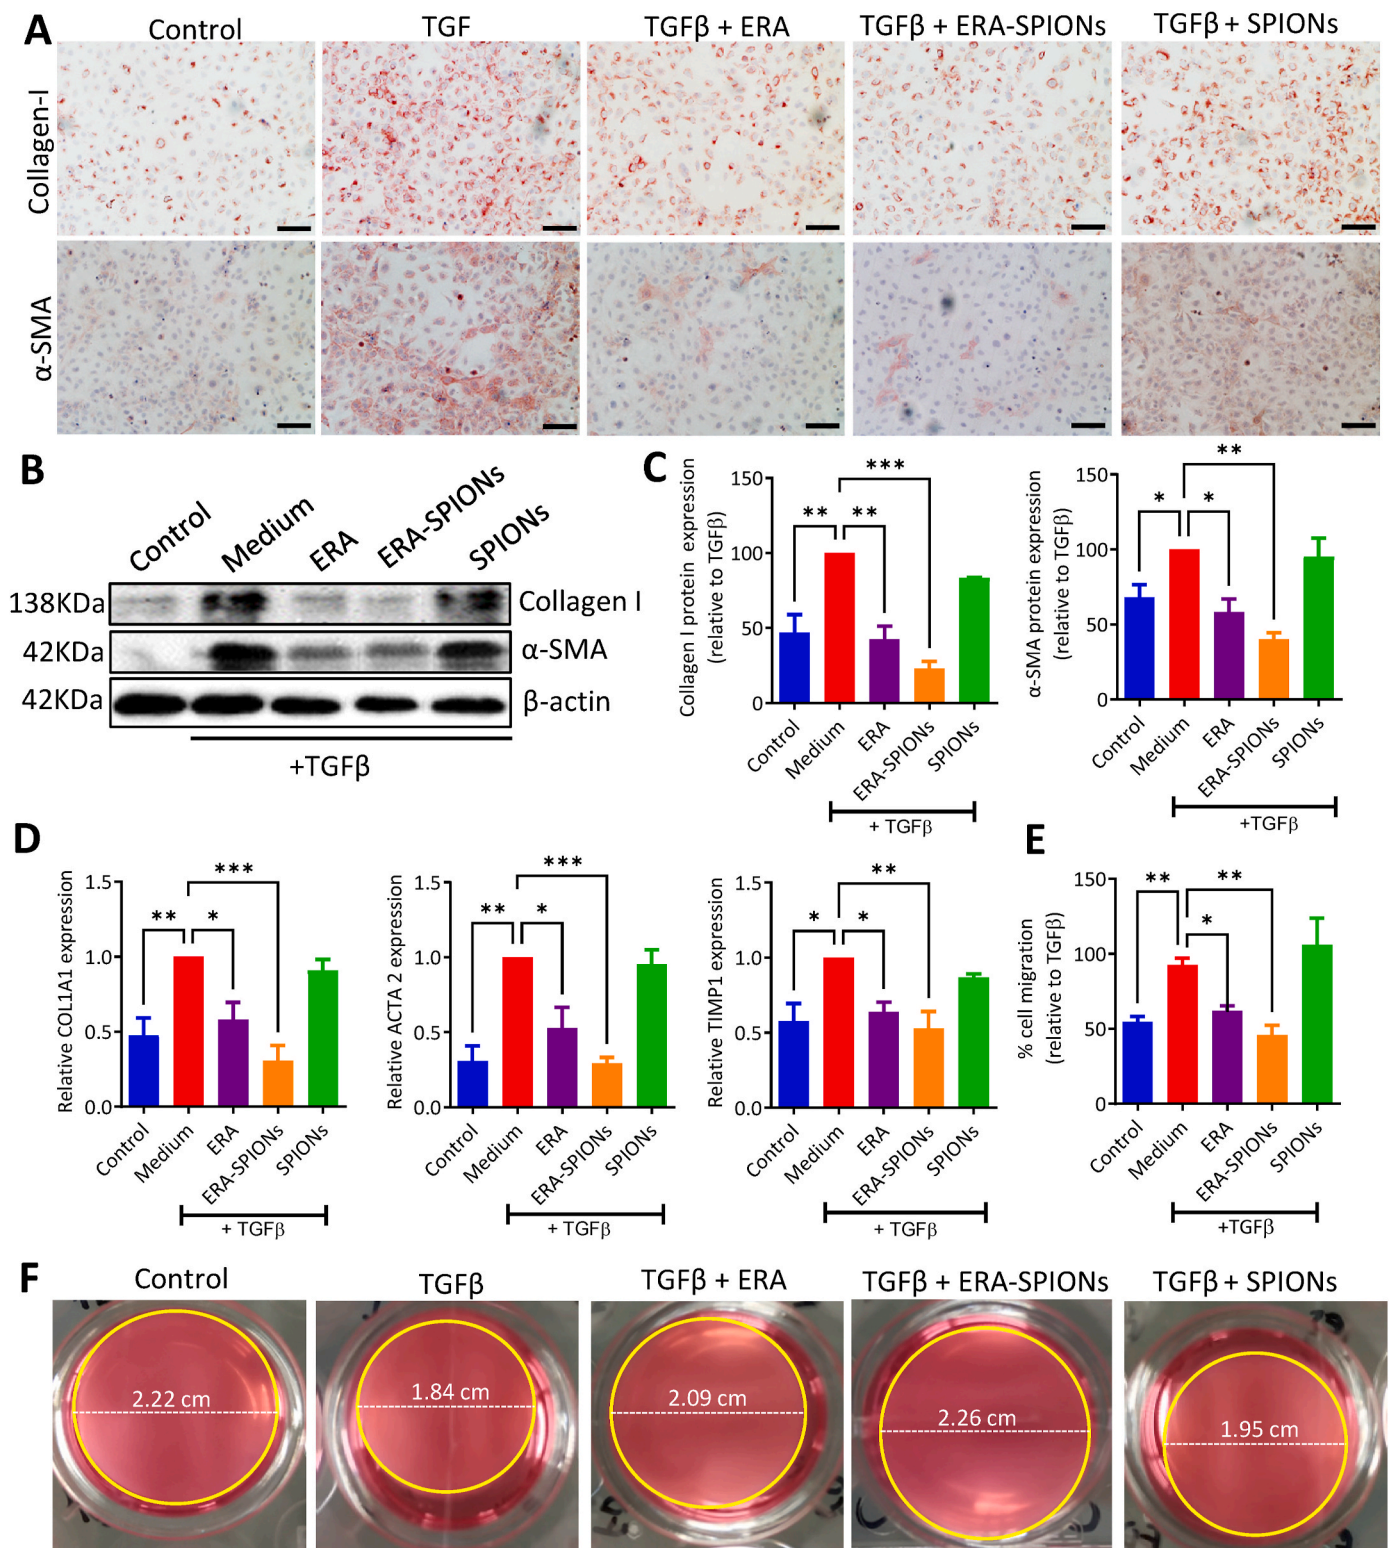 A
Control
TGF
TGFβ + ERA
TGFβ + ERA-SPIONs
TGFβ + SPIONs
Collagen-I
α-SMA
B
Control
Medium
ERA
ERA-SPIONs
SPIONs
138KDa
Collagen I
42KDa
α-SMA
42KDa
β-actin
+TGFβ
C
Collagen I protein expression
(relative to TGFβ)
150
100
50
0
**
**
***
Control
Medium
ERA
ERA-SPIONs
SPIONs
+ TGFβ
α-SMA protein expression
(relative to TGFβ)
150
100
50
0
*
*
**
Control
Medium
ERA
ERA-SPIONs
SPIONs
+TGFβ
D
Relative COL1A1 expression
1.5
1.0
0.5
0.0
**
*
***
Control
Medium
ERA
ERA-SPIONs
SPIONs
+ TGFβ
Relative ACTA 2 expression
1.5
1.0
0.5
0.0
**
*
***
Control
Medium
ERA
ERA-SPIONs
SPIONs
+ TGFβ
Relative TIMP1 expression
1.5
1.0
0.5
0.0
*
*
**
Control
Medium
ERA
ERA-SPIONs
SPIONs
+ TGFβ
E
% cell migration
(relative to TGFβ)
150
100
50
0
**
*
**
Control
Medium
ERA
ERA-SPIONs
SPIONs
+TGFβ
F
Control
TGFβ
TGFβ + ERA
TGFβ + ERA-SPIONs
TGFβ + SPIONs
2.22 cm
1.84 cm
2.09 cm
2.26 cm
1.95 cm